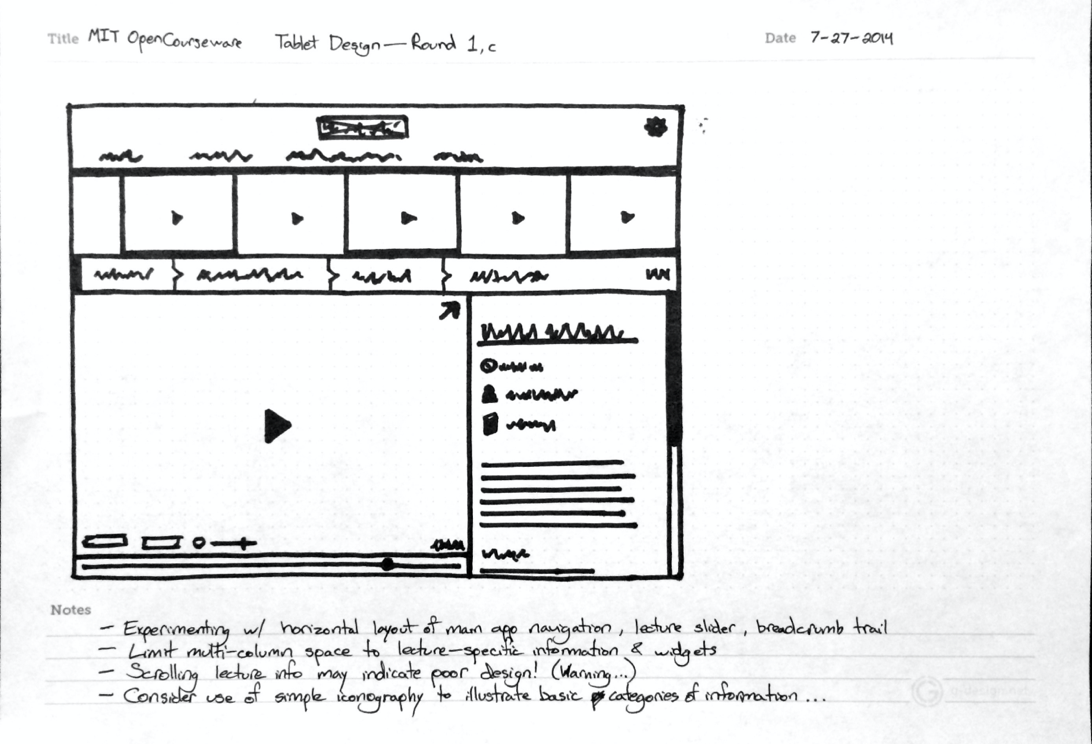 Title MIT OpenCourseware Tablet Design — Round 1, c Date 7-27-2014
Notes
— Experimenting w/ horizontal layout of main app navigation, lecture slider, breadcrumb trail
— Limit multi-column space to lecture-specific information & widgets
— Scrolling lecture info may indicate poor design! (Warning...)
— Consider use of simple iconography to illustrate basic categories of information ...